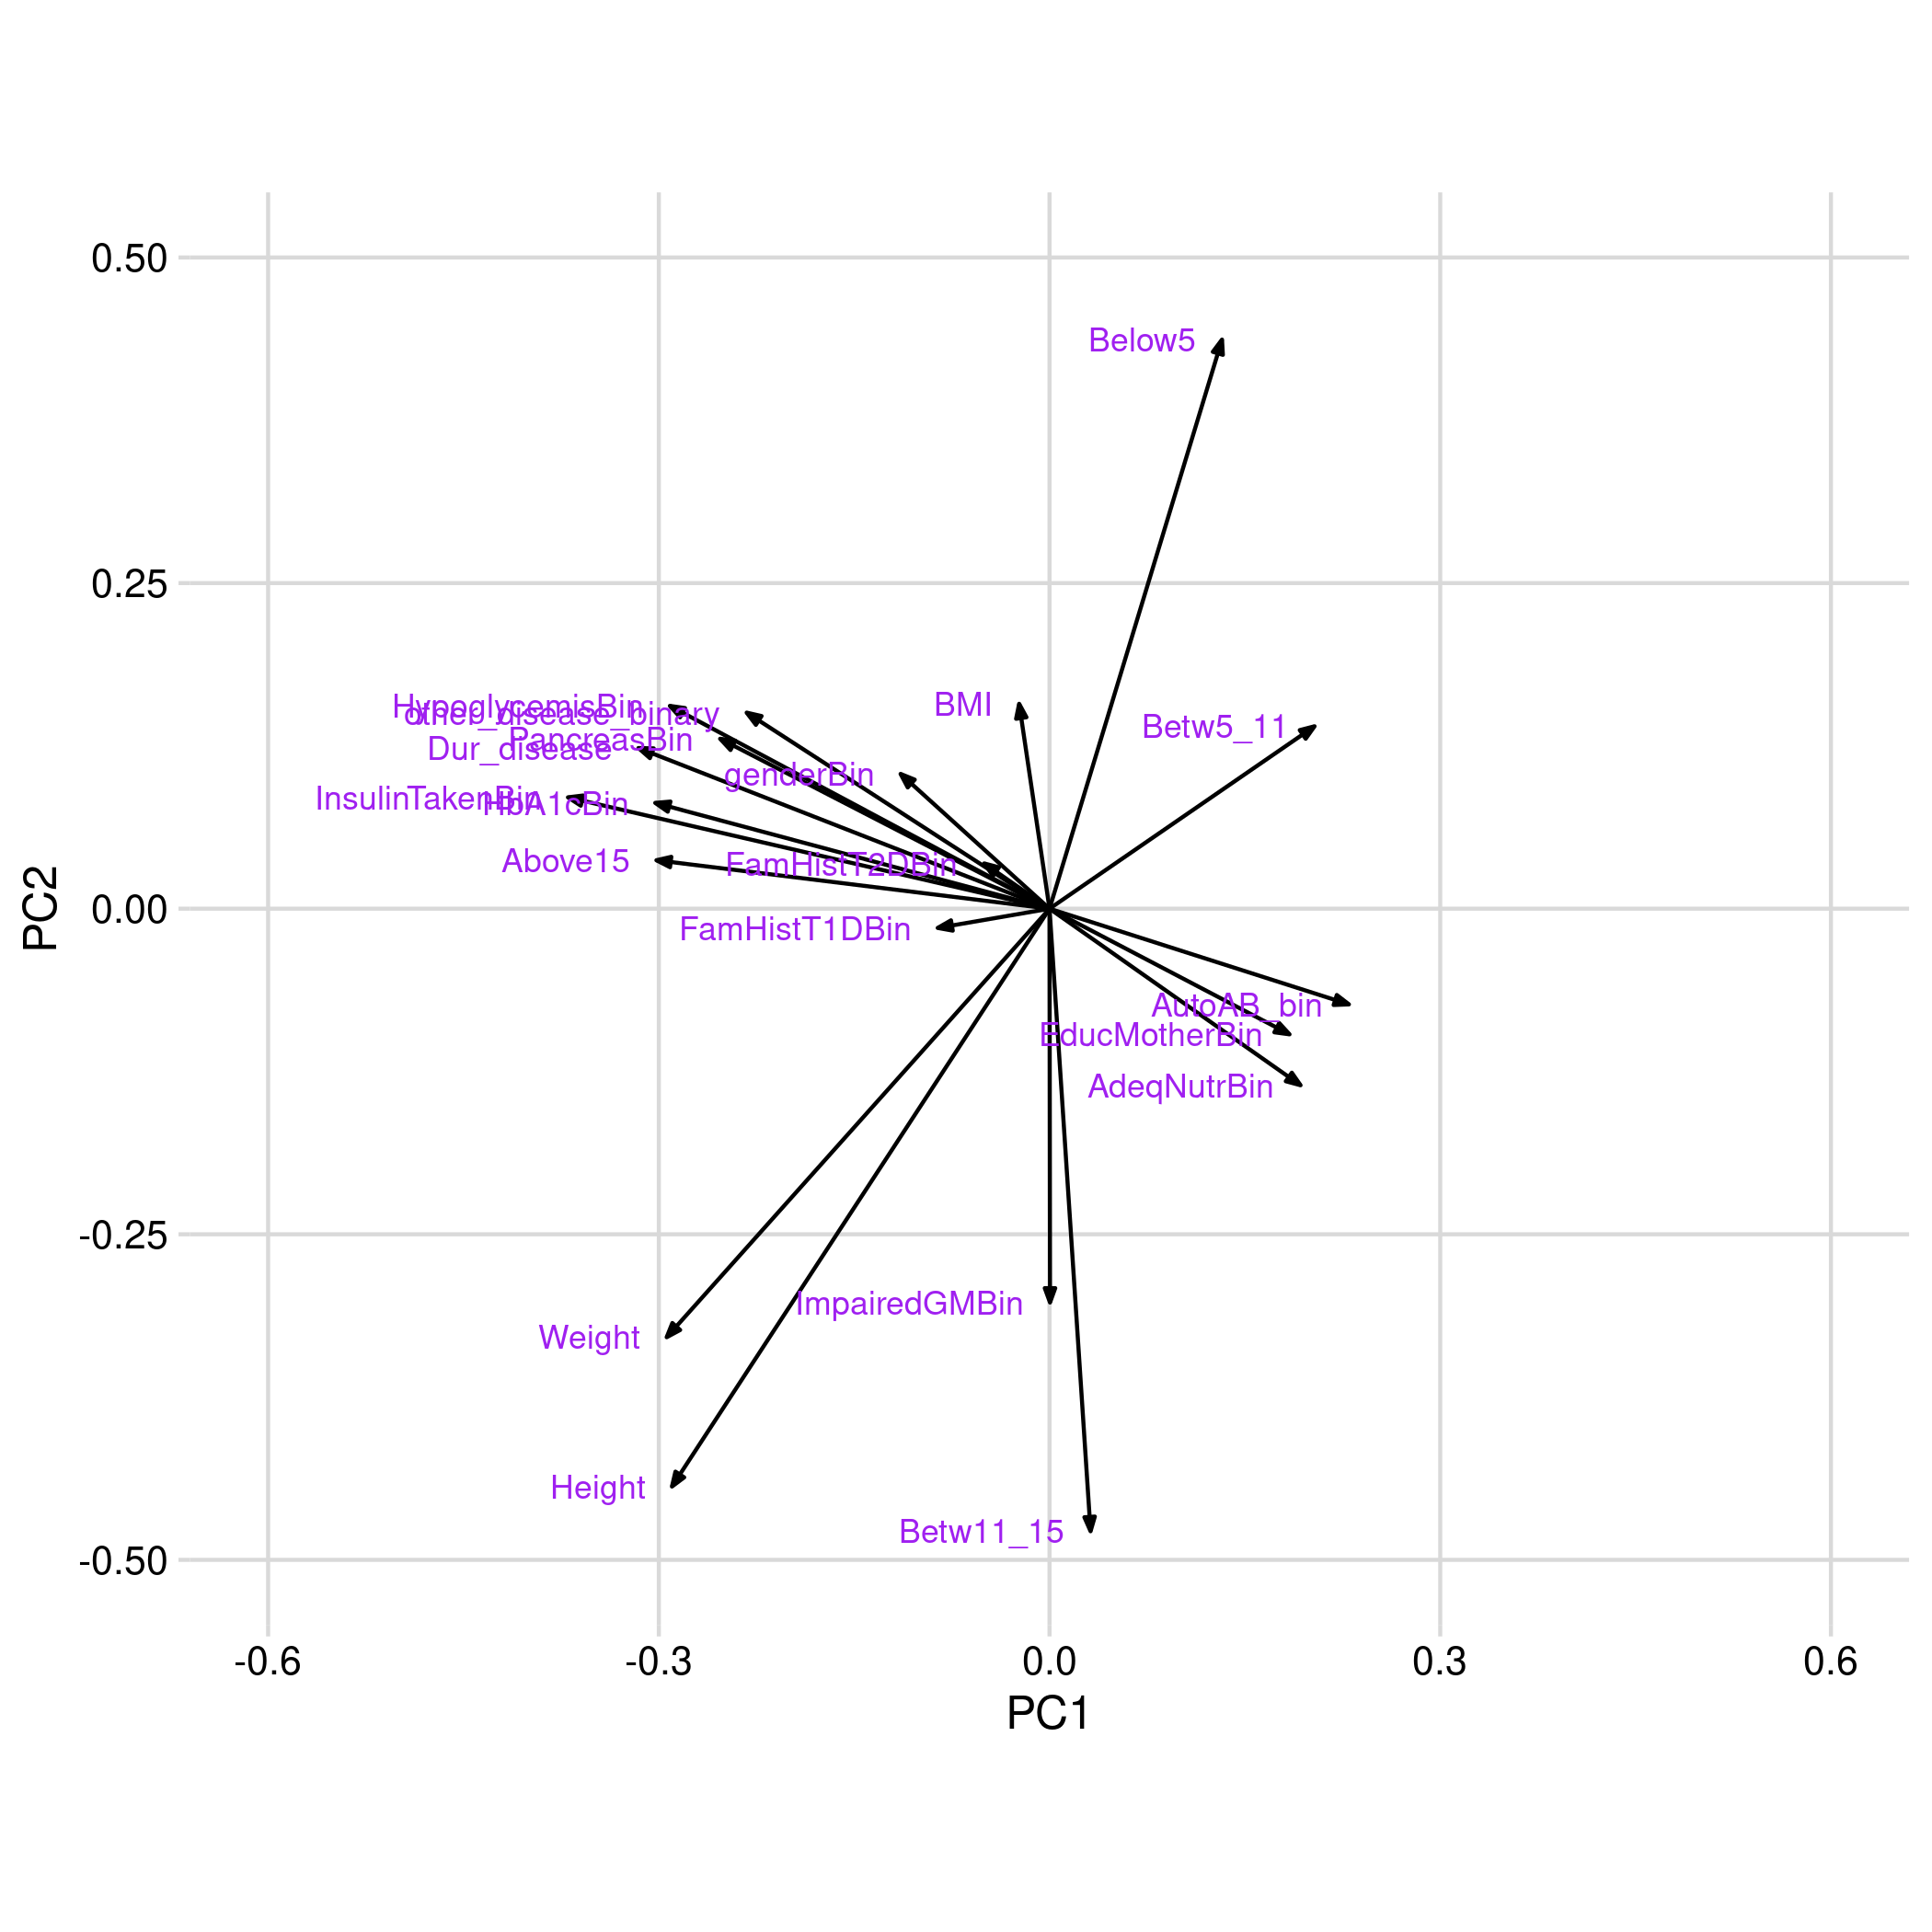 0.50
Below5
0.25
HypoglycemisBin
BMI
other_disease_binary
Betw5_11
PancreasBin
Dur_disease
genderBin
InsulinTakenBin
HbA1cBin
Above15
FamHistT2DBin
PC2
0.00
FamHistT1DBin
AutoAB_bin
EducMotherBin
AdeqNutrBin
-0.25
ImpairedGMBin
Weight
Height
Betw11_15
-0.50
-0.6 -0.3 0.0 0.3 0.6
PC1